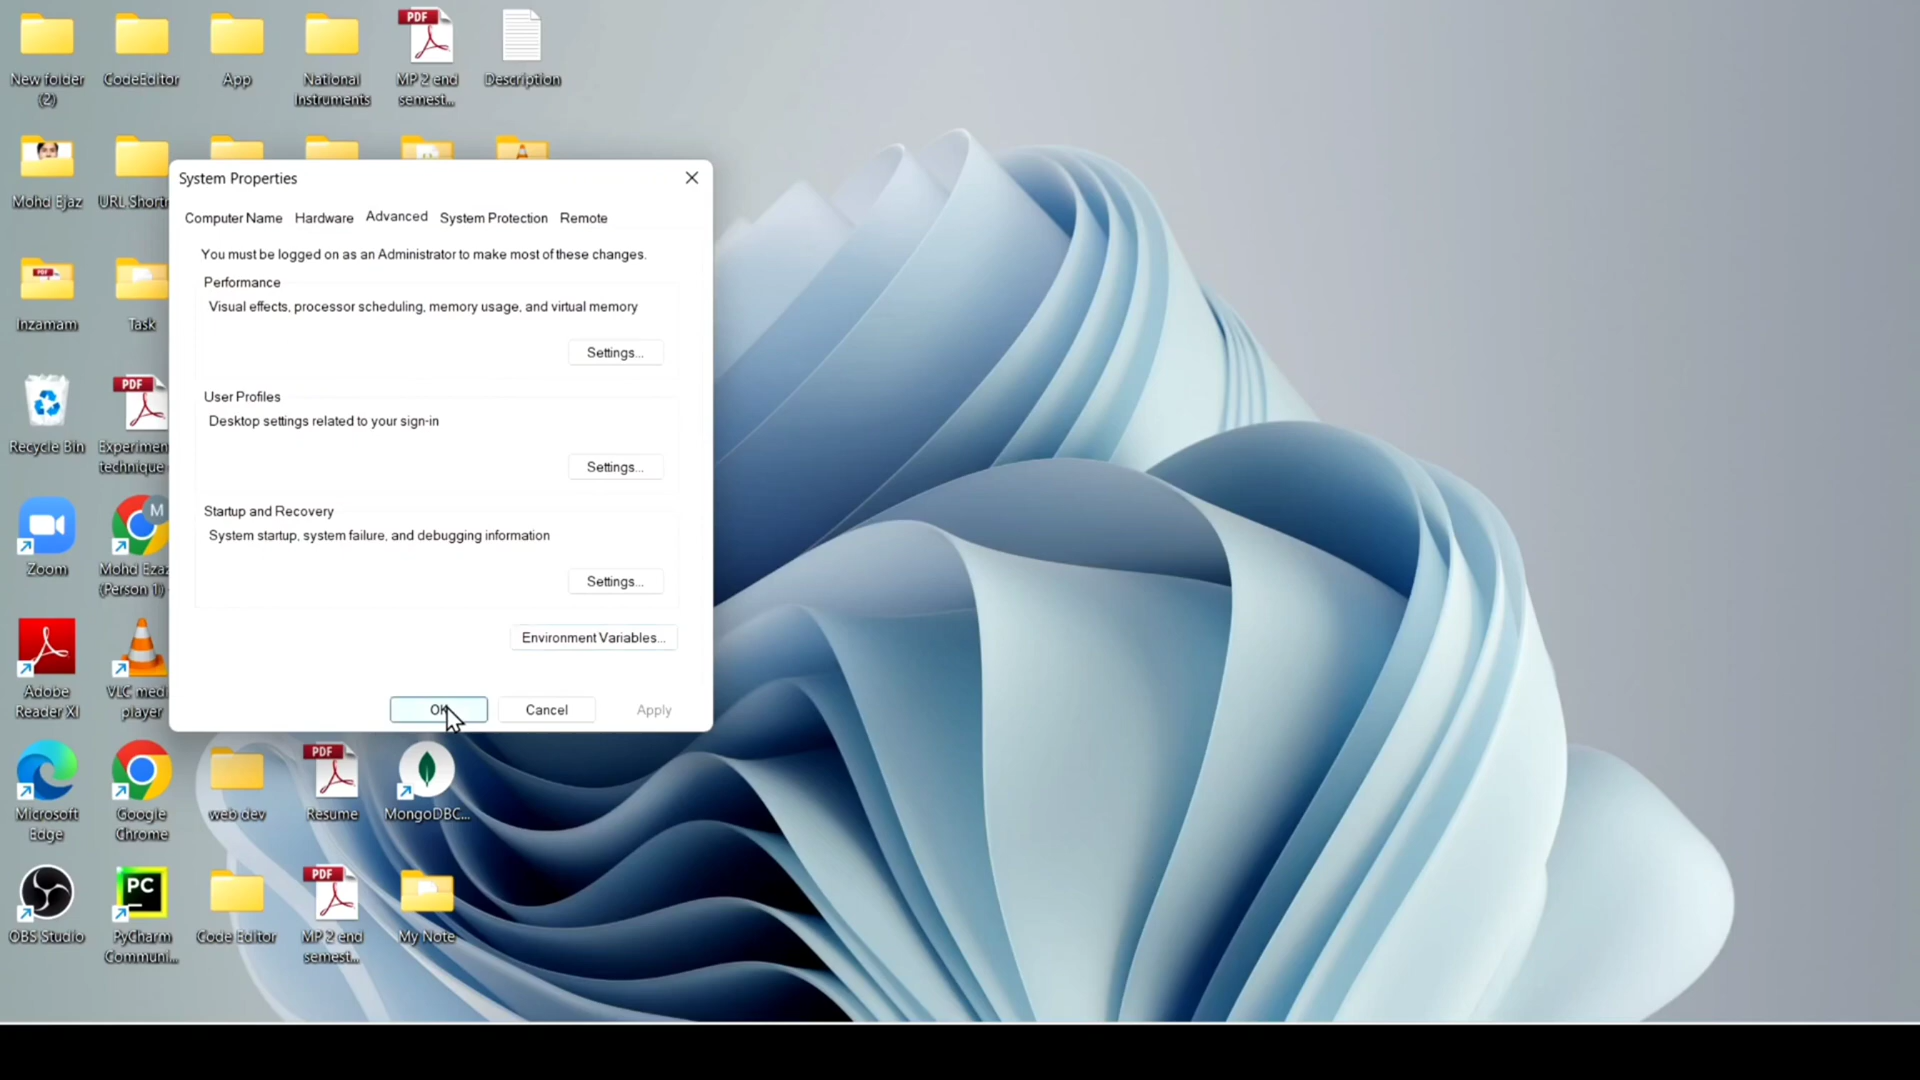 New folder
(2)
CodeEditor
App
National
Instruments
PDF
MP 2 end
semest...
Description
Mohd Ejaz
Inzamam
Task
Recycle Bin
PDF
technique
Zoom
M
(Person 1)
Adobe
Reader XI
player
System Properties
Computer Name Hardware Advanced System Protection Remote
You must be logged on as an Administrator to make most of these changes.
Performance
Visual effects, processor scheduling, memory usage, and virtual memory
Settings...
User Profiles
Desktop settings related to your sign-in
Settings...
Startup and Recovery
System startup, system failure, and debugging information
Settings...
Environment Variables...
OK
Cancel
Apply
Microsoft
Edge
Google
Chrome
web dev
PDF
Resume
MongoDBC...
OBS Studio
PC
PyCharm
Communi...
Code Editor
PDF
MP 2 end
semest...
My Note